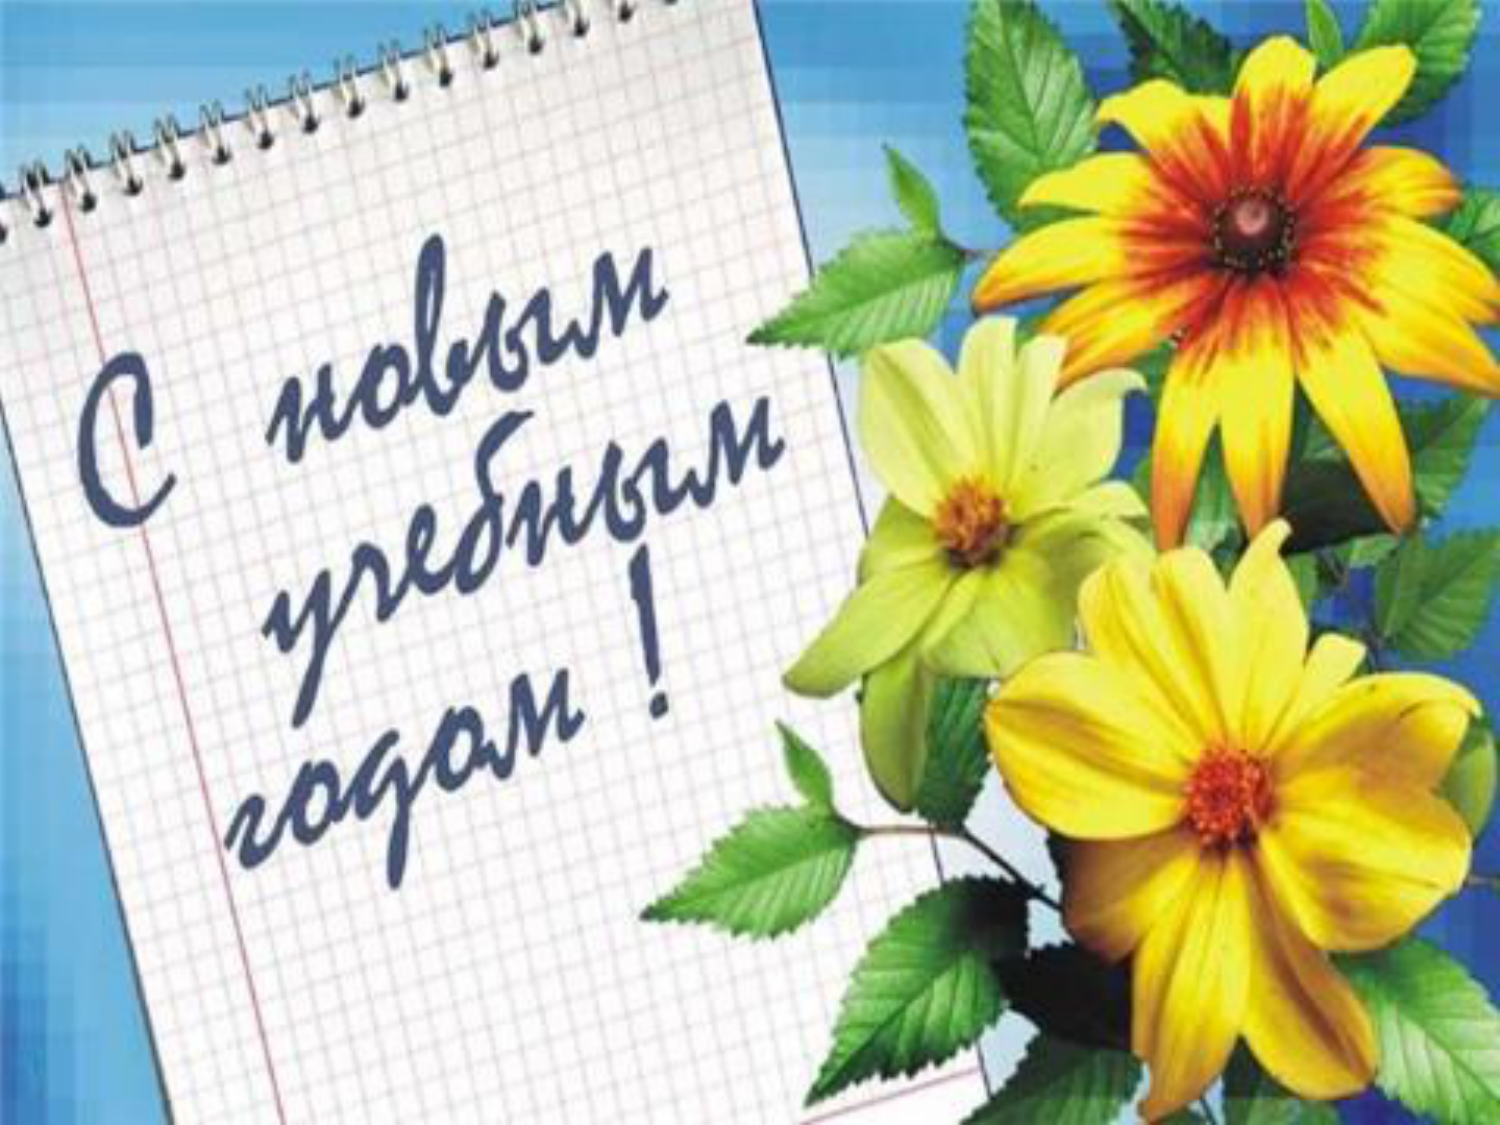 С новым
учебным
годом !